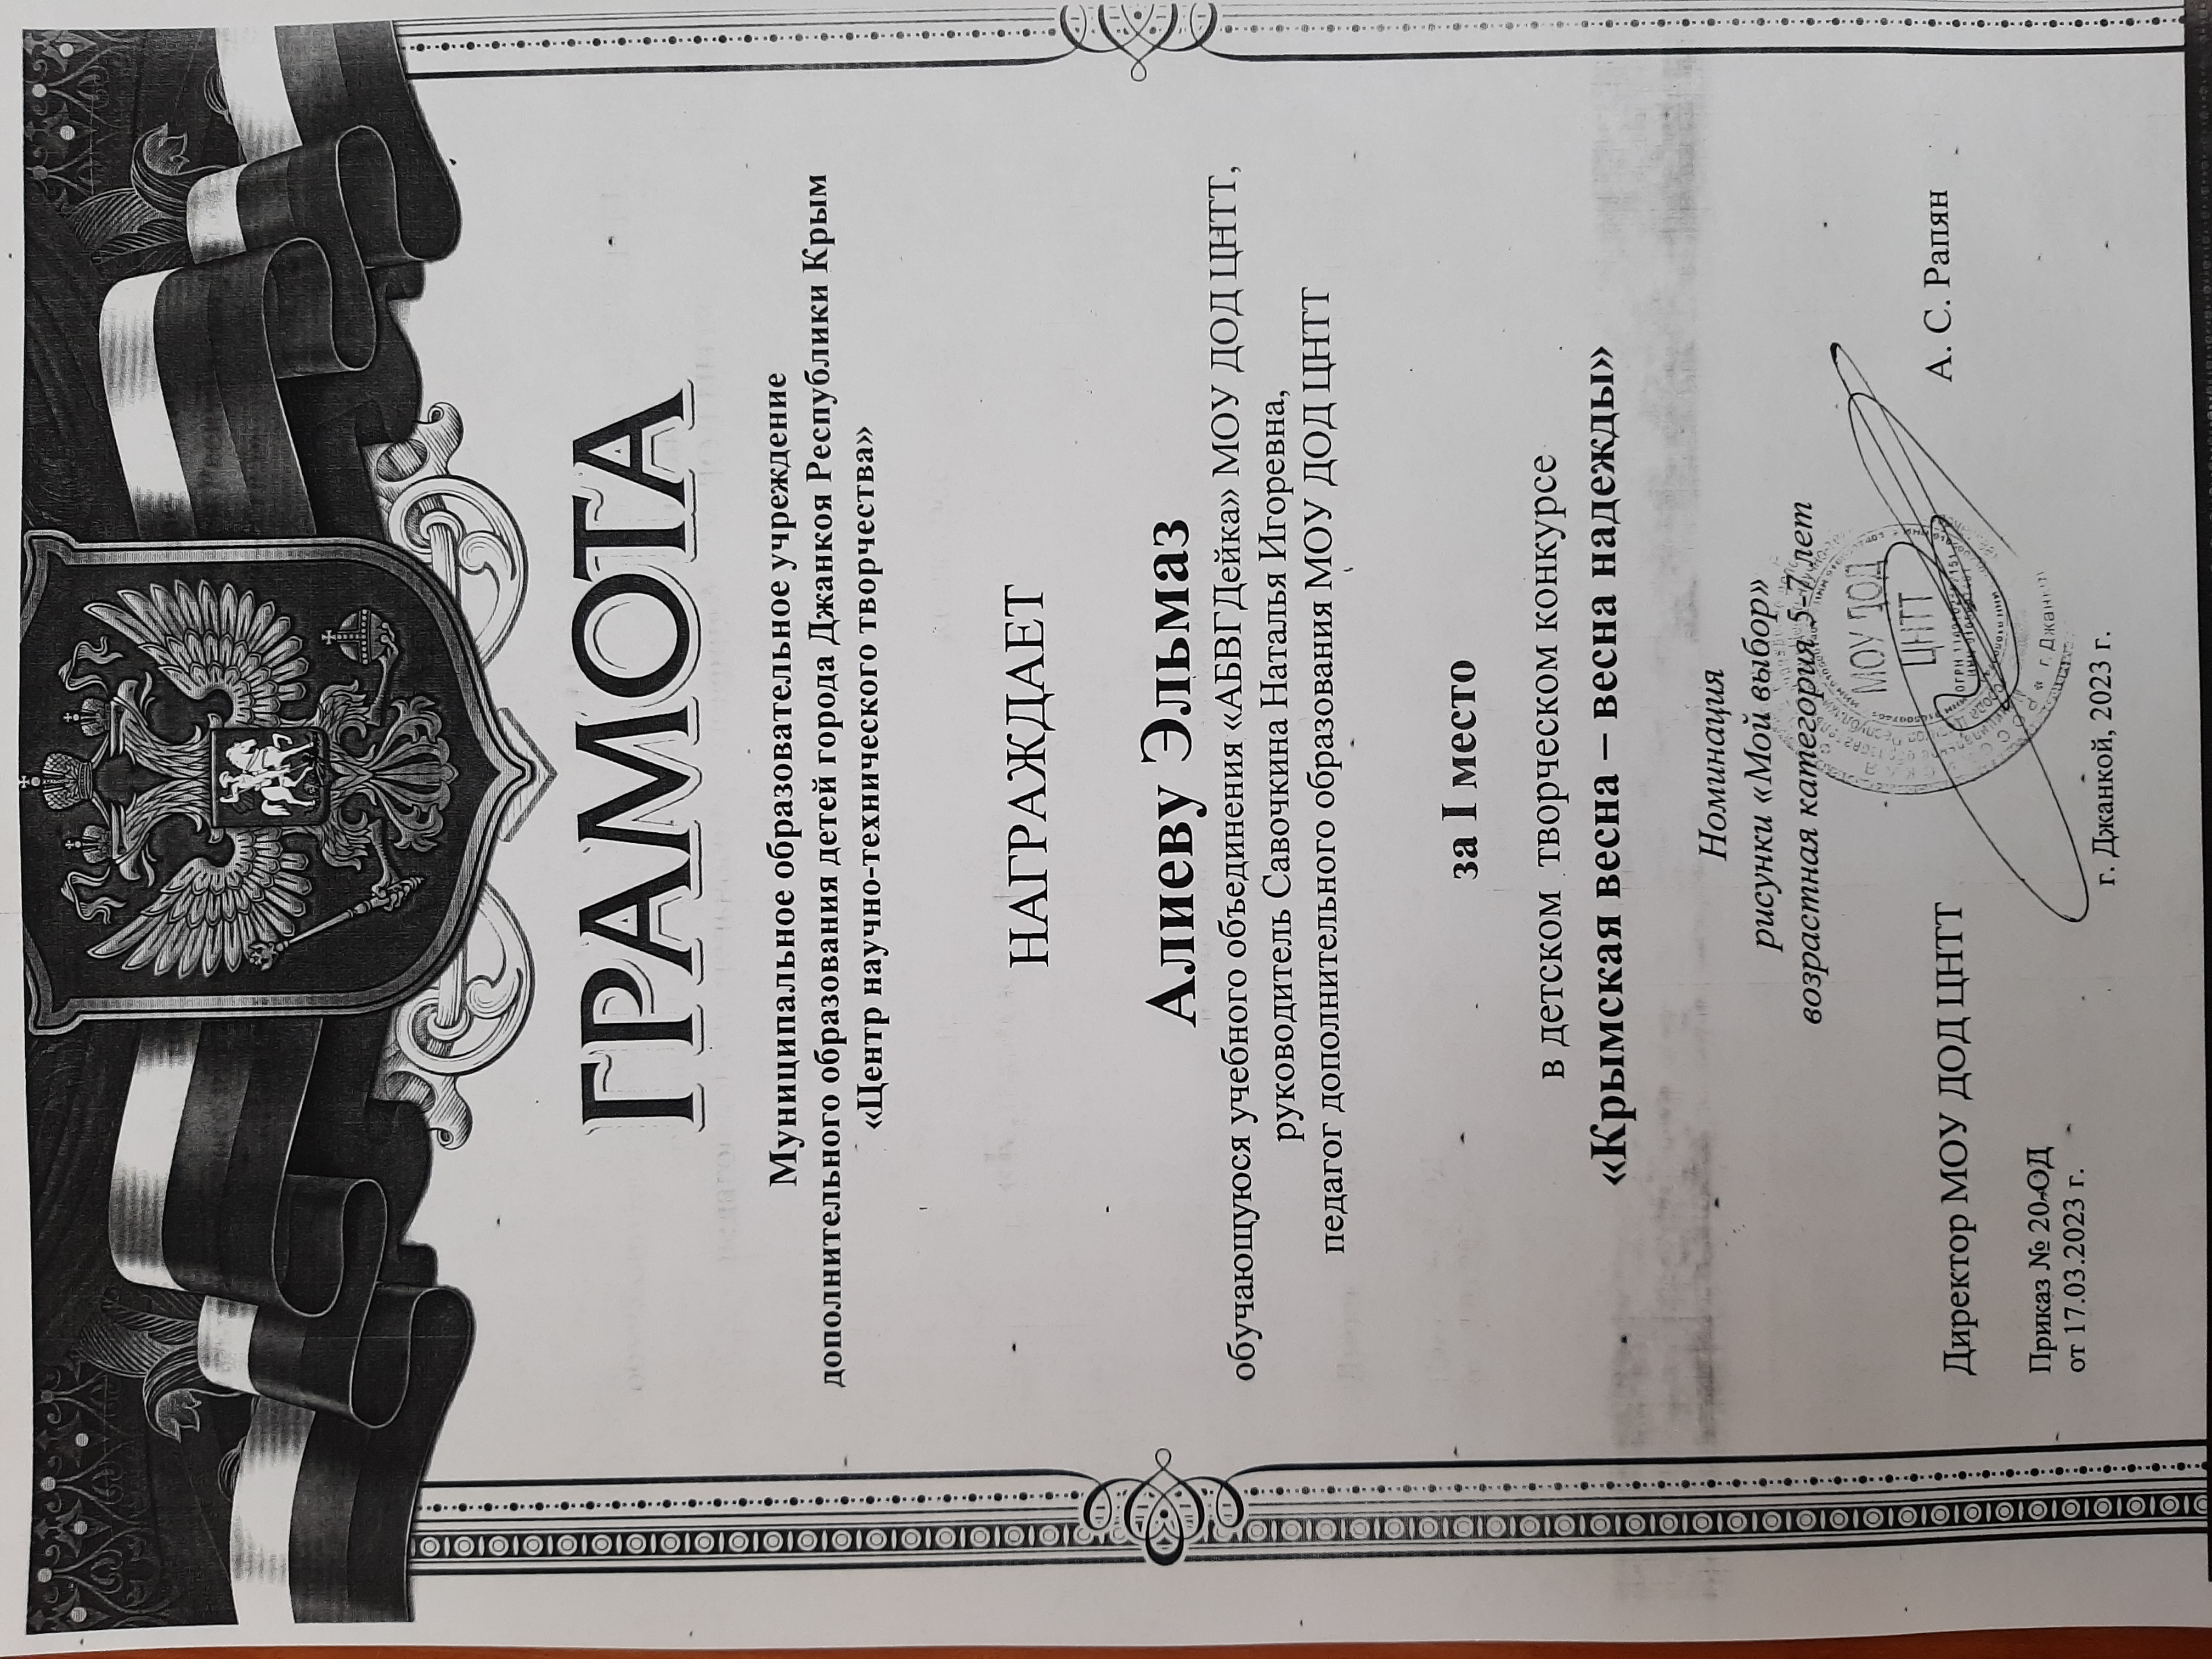 ГРАМОТА
Муниципальное образовательное учреждение
дополнительного образования детей города Джанкоя Республики Крым
«Центр научно-технического творчества»
НАГРАЖДАЕТ
Алиеву Эльмаз
обучающуюся учебного объединения «АБВГДейка» МОУ ДОД ЦНТТ,
руководитель Савочкина Наталья Игоревна,
педагог дополнительного образования МОУ ДОД ЦНТТ
за I место
в детском творческом конкурсе
«Крымская весна – весна надежды»
Номинация
рисунки «Мой выбор»
возрастная категория 5-7 лет
МОУ ДОД
ЦНТТ
Директор МОУ ДОД ЦНТТ А. С. Рапян
Приказ № 20-ОД
от 17.03.2023 г.
г. Джанкой, 2023 г.